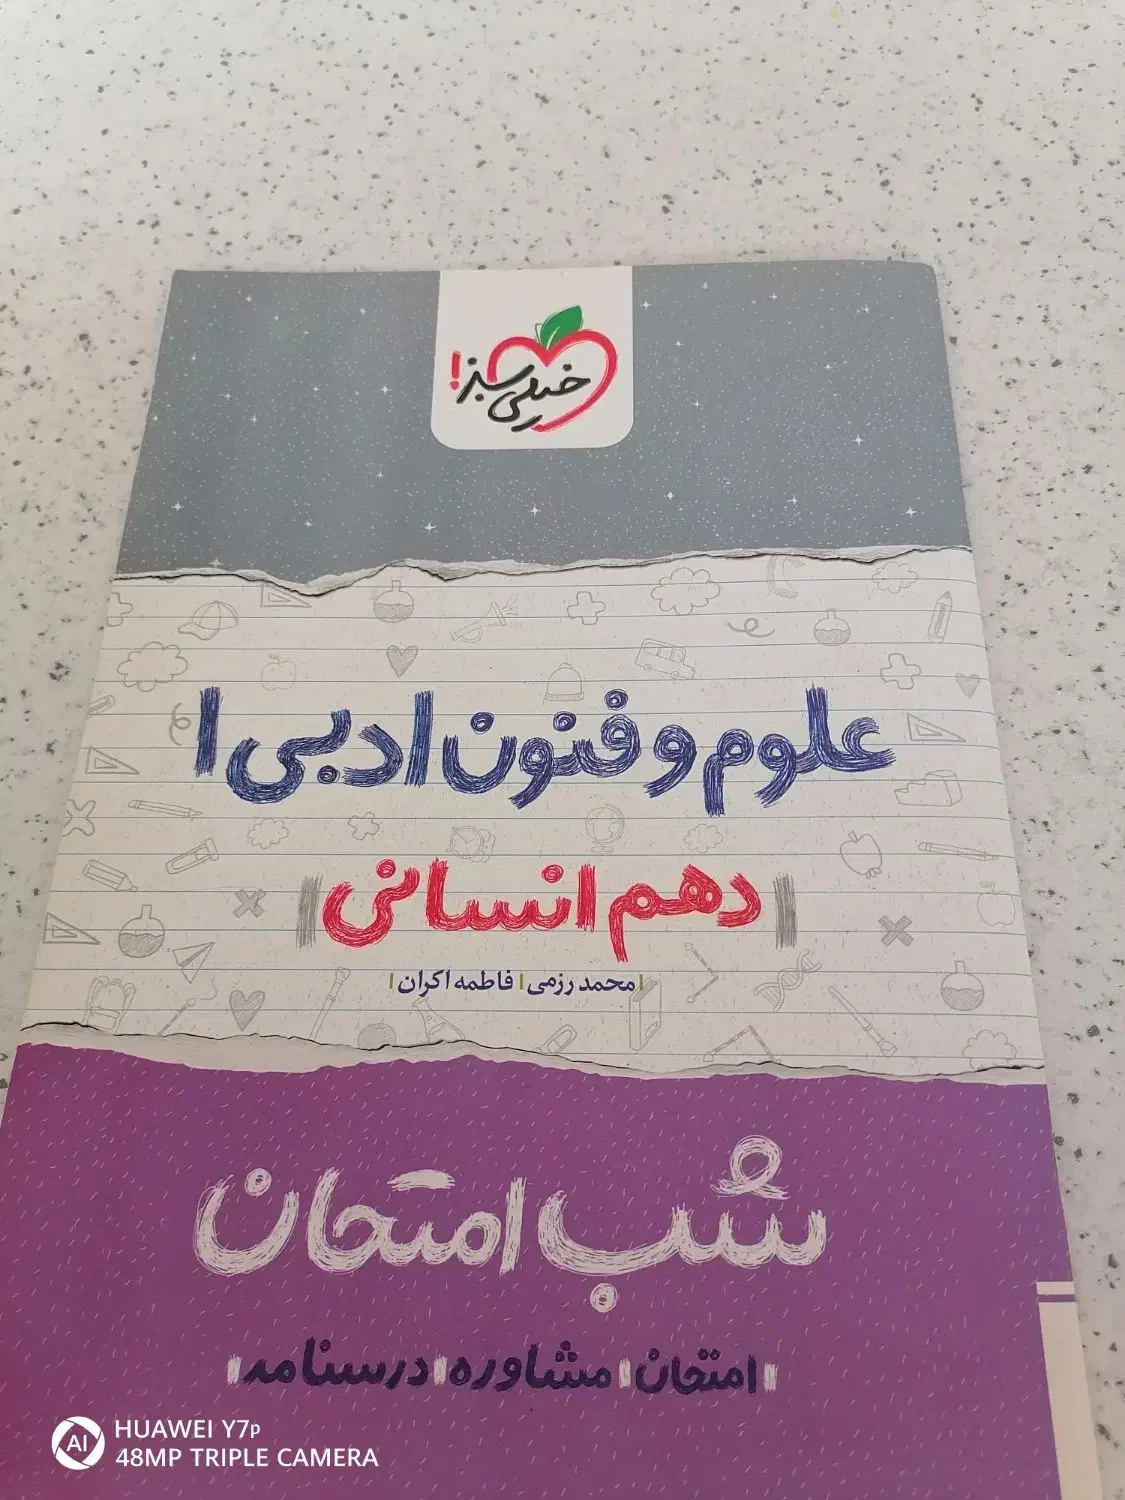 خیلی سبز!
علوم و فنون ادبی ۱
| دهم انسانی |
| محمد رزمی | فاطمه اکران |
شب امتحان
| امتحان | مشاوره | درسنامه |
HUAWEI Y7p
AI
48MP TRIPLE CAMERA